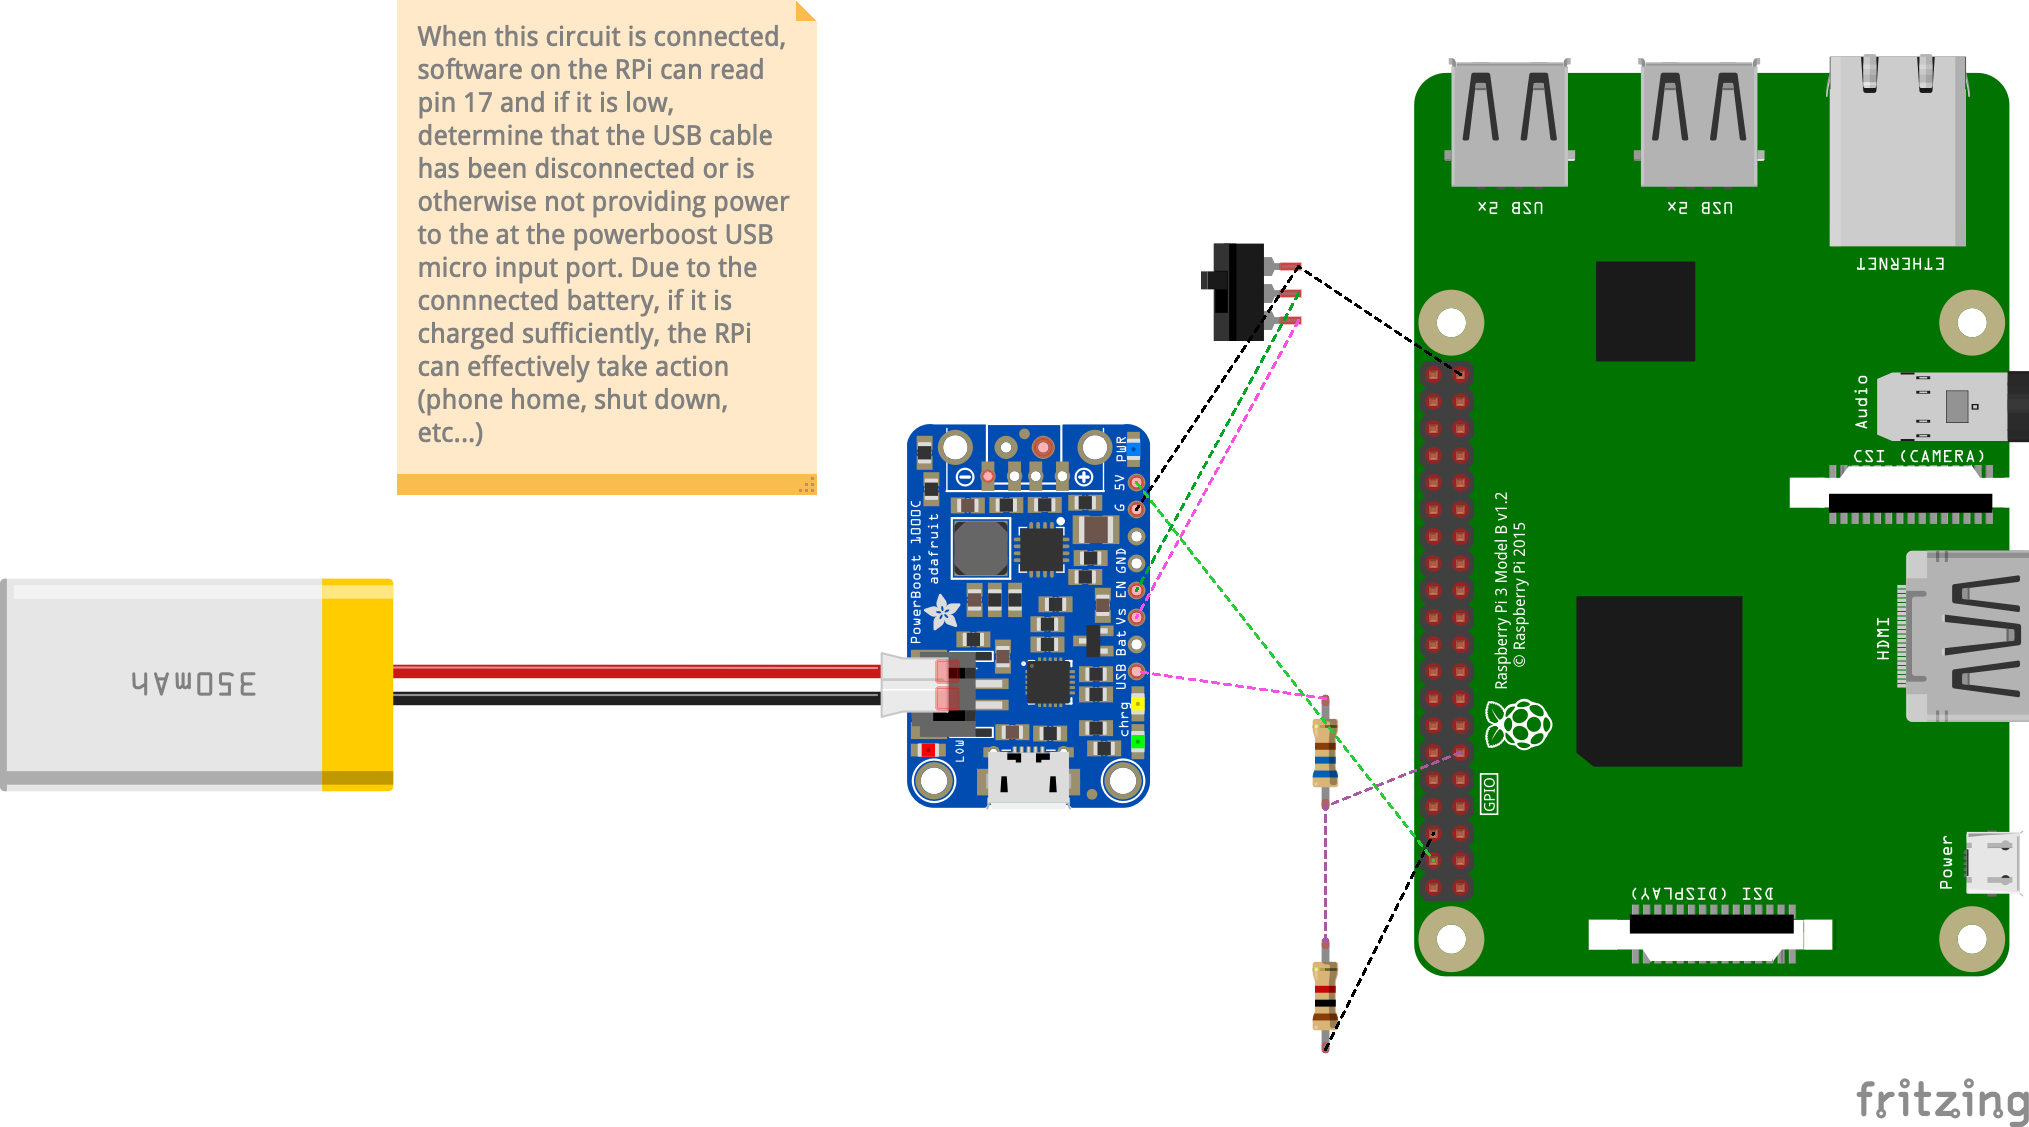 When this circuit is connected,
software on the RPi can read
pin 17 and if it is low,
determine that the USB cable
has been disconnected or is
otherwise not providing power
to the at the powerboost USB
micro input port. Due to the
connnected battery, if it is
charged sufficiently, the RPi
can effectively take action
(phone home, shut down,
etc...)
350mAh
PowerBoost 1000C
adafruit
PWR
5V
G
GND
EN
Vs
Bat
USB
chrg
LOW
USB 2x
USB 2x
ETHERNET
Audio
CSI (CAMERA)
HDMI
Raspberry Pi 3 Model B v1.2
© Raspberry Pi 2015
GPIO
Power
DSI (DISPLAY)
fritzing